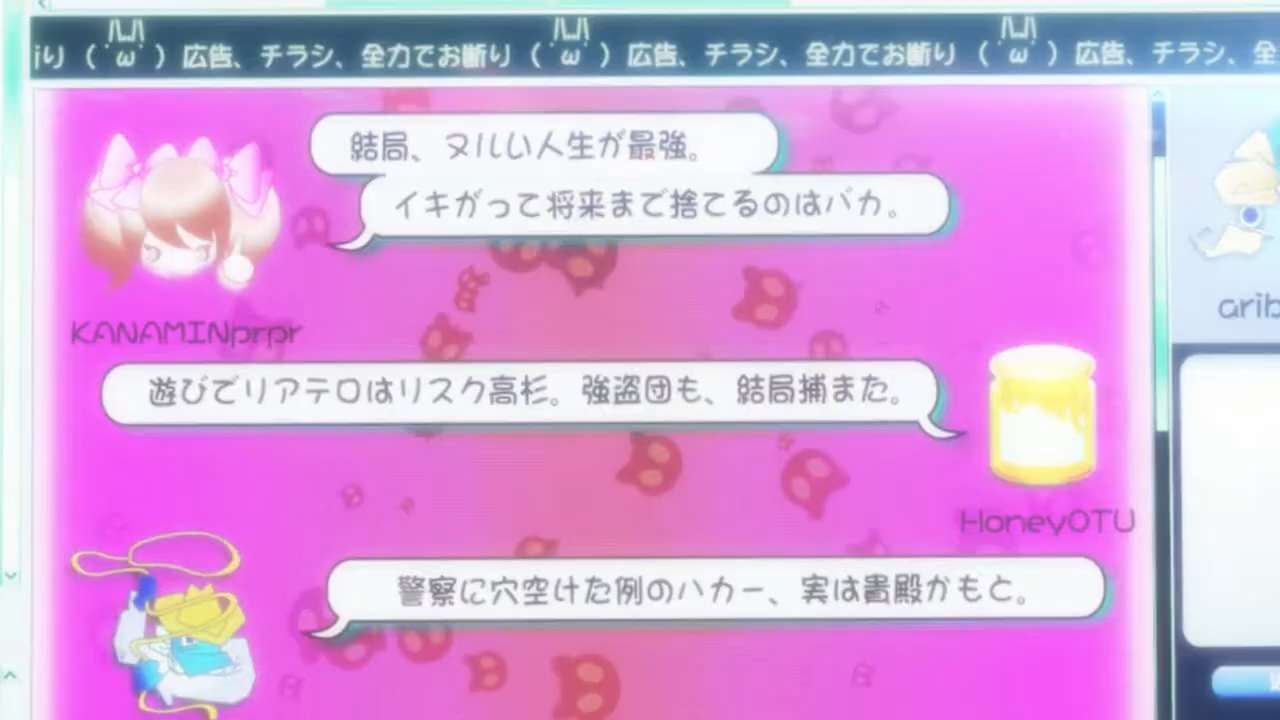 り ( ˙ω˙ ) 広告、チラシ、全力でお断り ( ˙ω˙ ) 広告、チラシ、全力でお断り ( ˙ω˙ ) 広告、チラシ、全
結局、ヌルい人生が最強。
イキがって将来まで捨てるのはバカ。
KANAMINprpr
arib
遊びでリアテロはリスク高杉。強盗団も、結局捕また。
HoneyOTU
警察に穴空けた例のハカー、実は貴殿かもと。